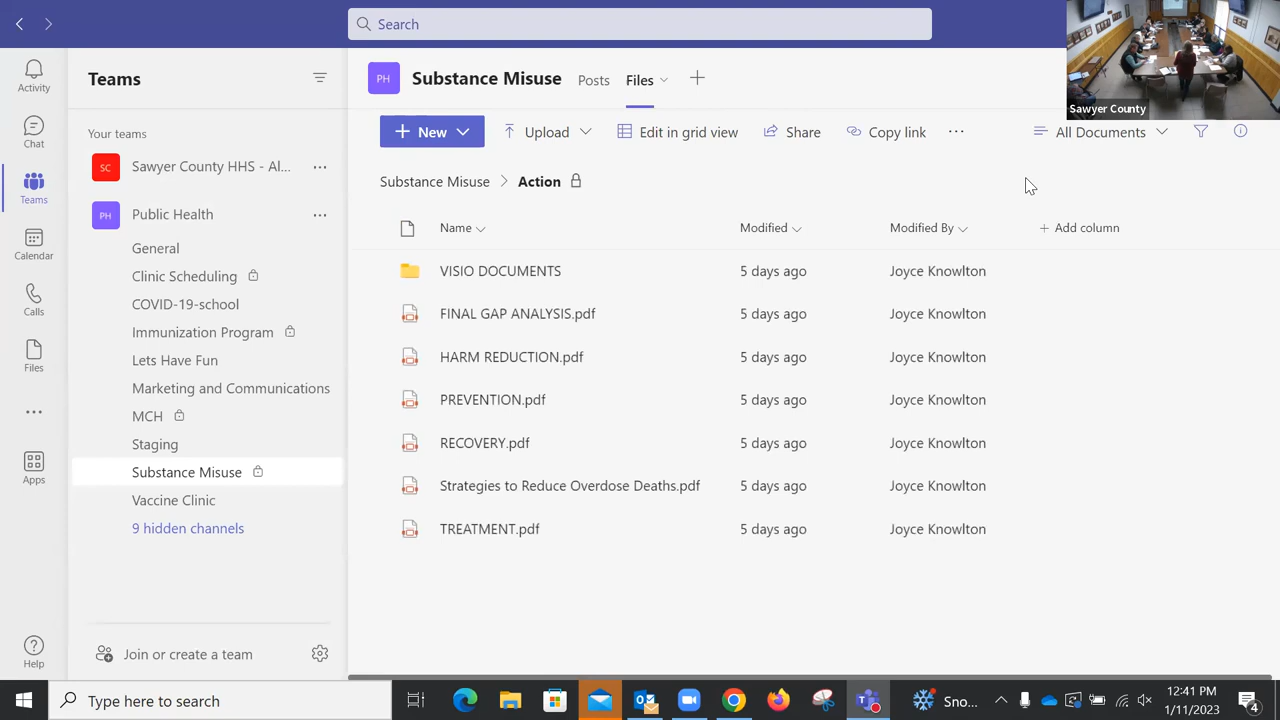 Search
Sawyer County
Activity
Chat
Teams
Calendar
Calls
Files
Apps
Help
Teams
Your teams
SC Sawyer County HHS - Al...
PH Public Health
General
Clinic Scheduling
COVID-19-school
Immunization Program
Lets Have Fun
Marketing and Communications
MCH
Staging
Substance Misuse
Vaccine Clinic
9 hidden channels
Join or create a team
PH Substance Misuse Posts Files
New Upload Edit in grid view Share Copy link All Documents
Substance Misuse > Action
Name Modified Modified By + Add column
VISIO DOCUMENTS 5 days ago Joyce Knowlton
FINAL GAP ANALYSIS.pdf 5 days ago Joyce Knowlton
HARM REDUCTION.pdf 5 days ago Joyce Knowlton
PREVENTION.pdf 5 days ago Joyce Knowlton
RECOVERY.pdf 5 days ago Joyce Knowlton
Strategies to Reduce Overdose Deaths.pdf 5 days ago Joyce Knowlton
TREATMENT.pdf 5 days ago Joyce Knowlton
Type here to search
Sno...
12:41 PM
1/11/2023
4